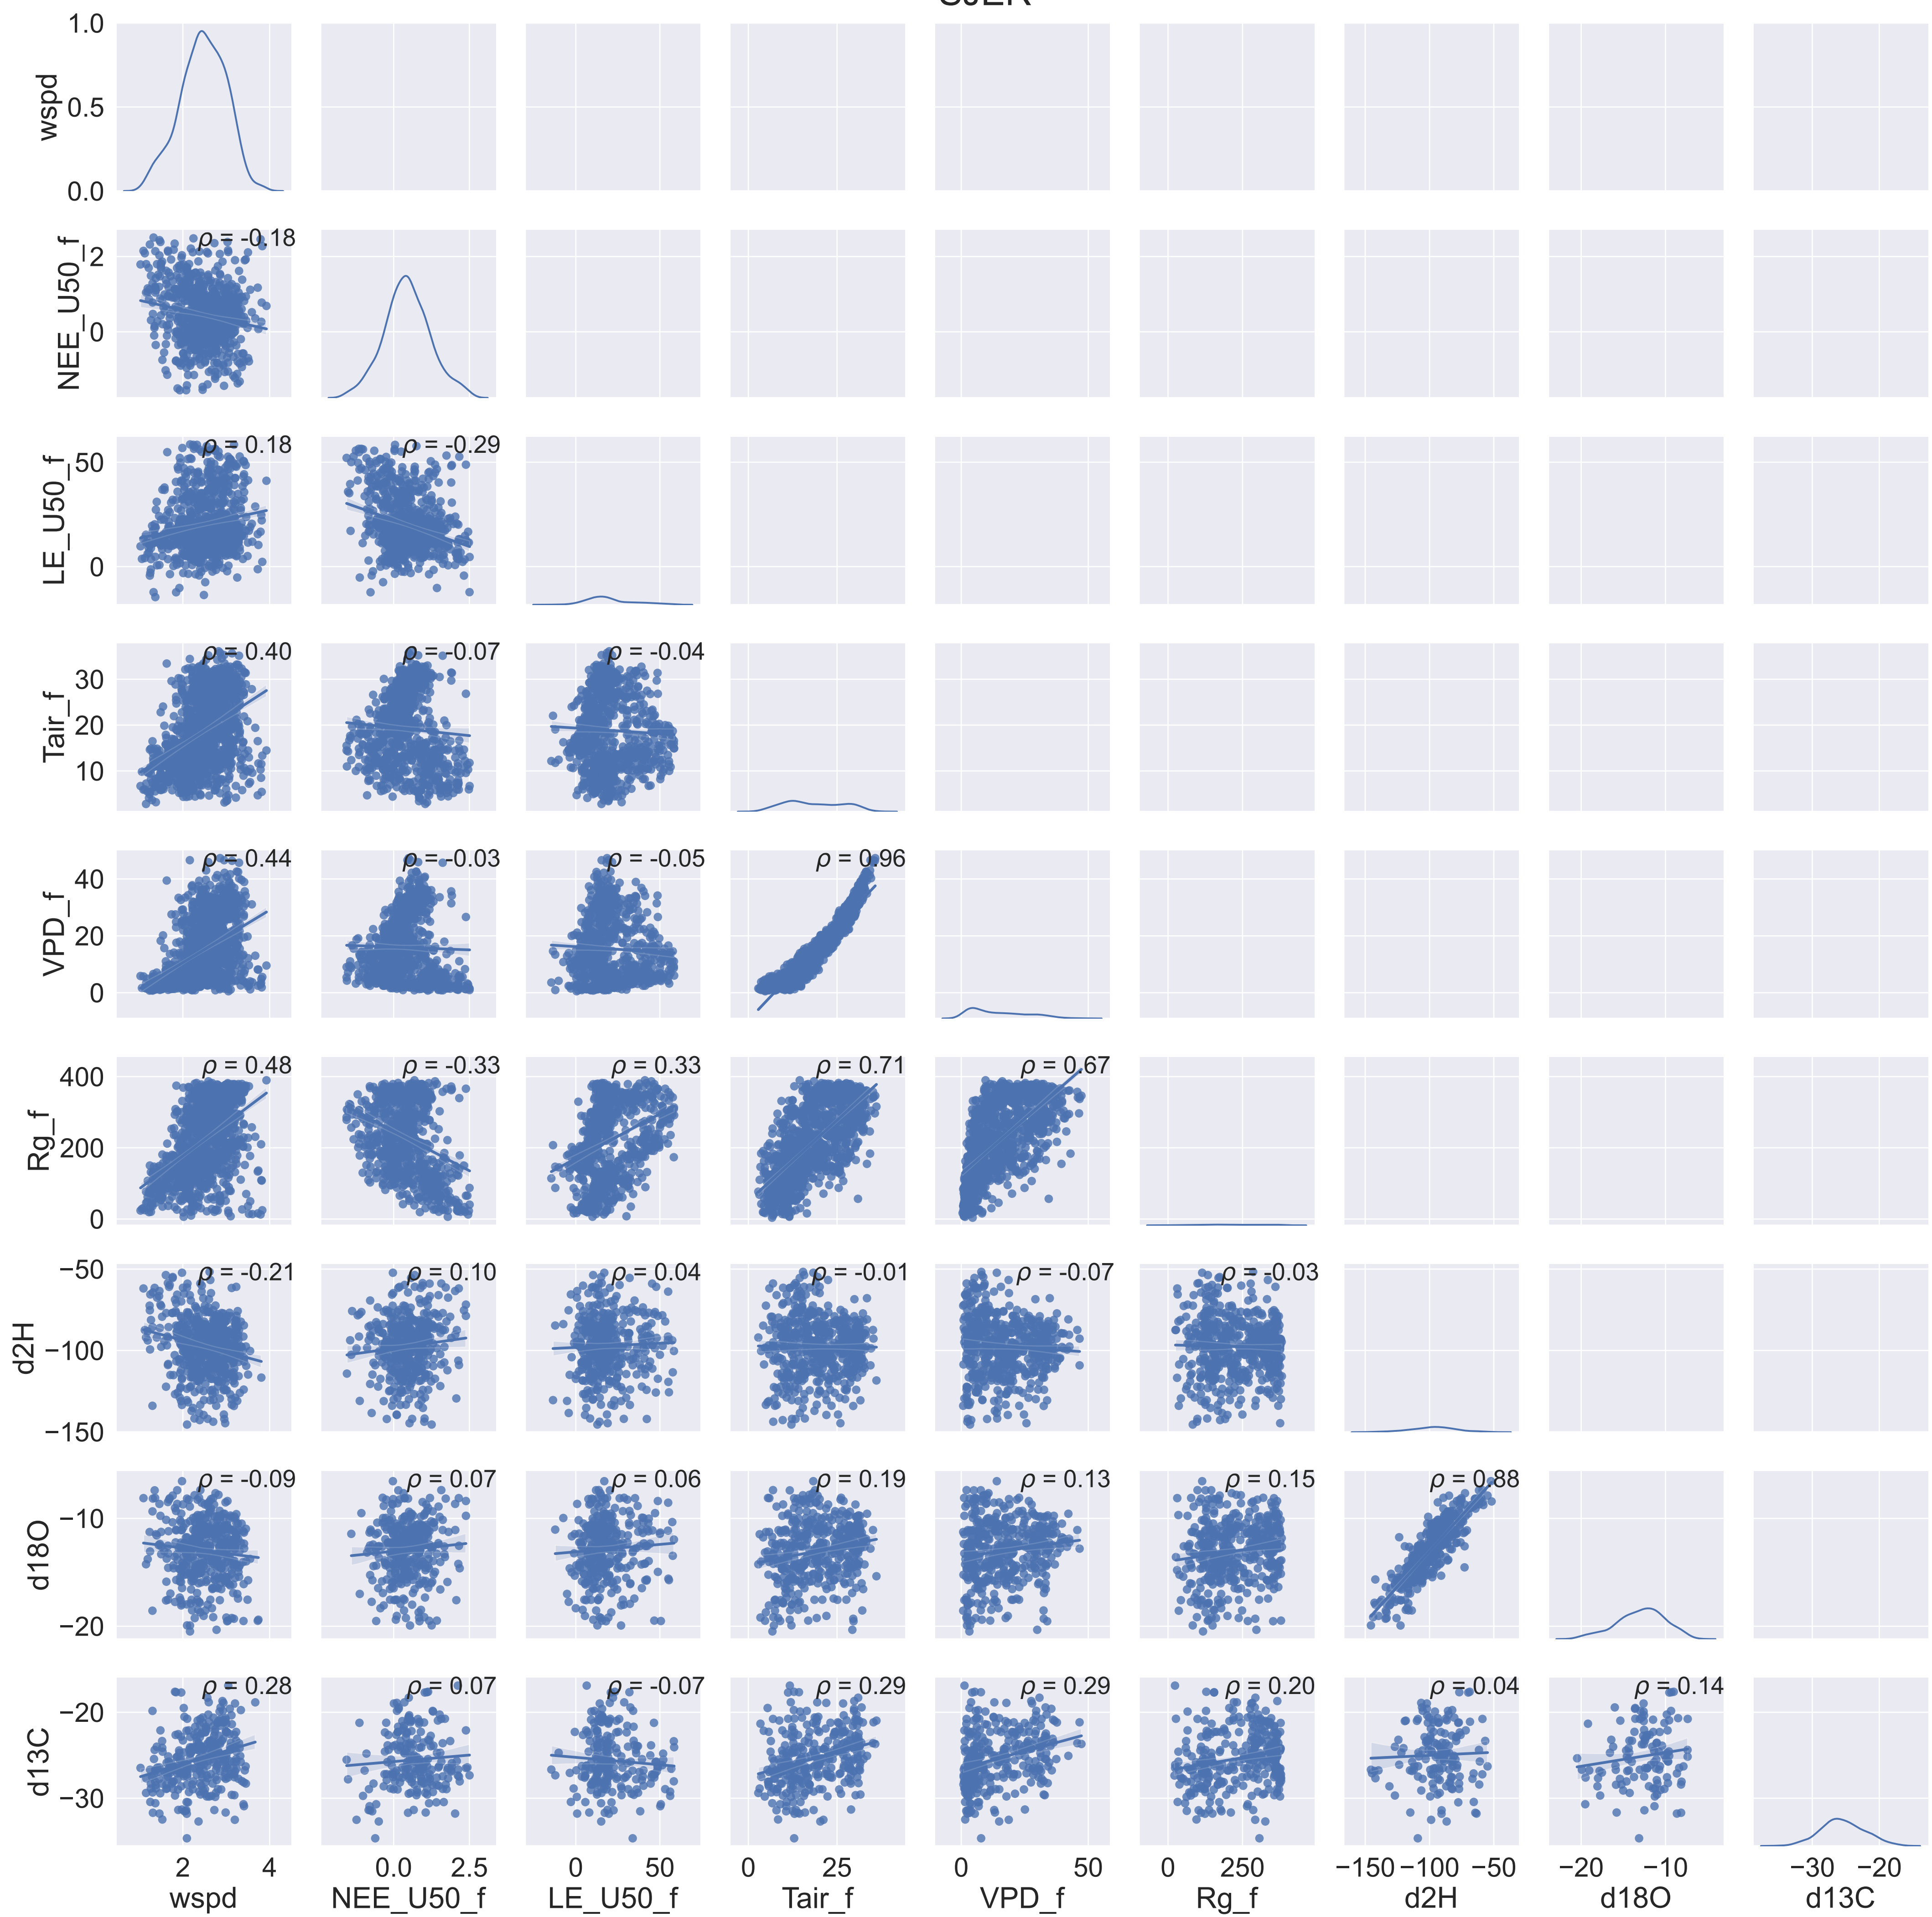 SJER
1.0
0.5
0.0
wspd
ρ = -0.18
2
0
NEE_U50_f
ρ = 0.18 ρ = -0.29
50
0
LE_U50_f
ρ = 0.40 ρ = -0.07 ρ = -0.04
30
20
10
Tair_f
ρ = 0.44 ρ = -0.03 ρ = -0.05 ρ = 0.96
40
20
0
VPD_f
ρ = 0.48 ρ = -0.33 ρ = 0.33 ρ = 0.71 ρ = 0.67
400
200
0
Rg_f
ρ = -0.21 ρ = 0.10 ρ = 0.04 ρ = -0.01 ρ = -0.07 ρ = -0.03
−50
−100
−150
d2H
ρ = -0.09 ρ = 0.07 ρ = 0.06 ρ = 0.19 ρ = 0.13 ρ = 0.15 ρ = 0.88
−10
−20
d18O
ρ = 0.28 ρ = 0.07 ρ = -0.07 ρ = 0.29 ρ = 0.29 ρ = 0.20 ρ = 0.04 ρ = 0.14
−20
−30
d13C
2 4 0.0 2.5 0 50 0 25 0 50 0 250 −150 −100 −50 −20 −10 −30 −20
wspd NEE_U50_f LE_U50_f Tair_f VPD_f Rg_f d2H d18O d13C